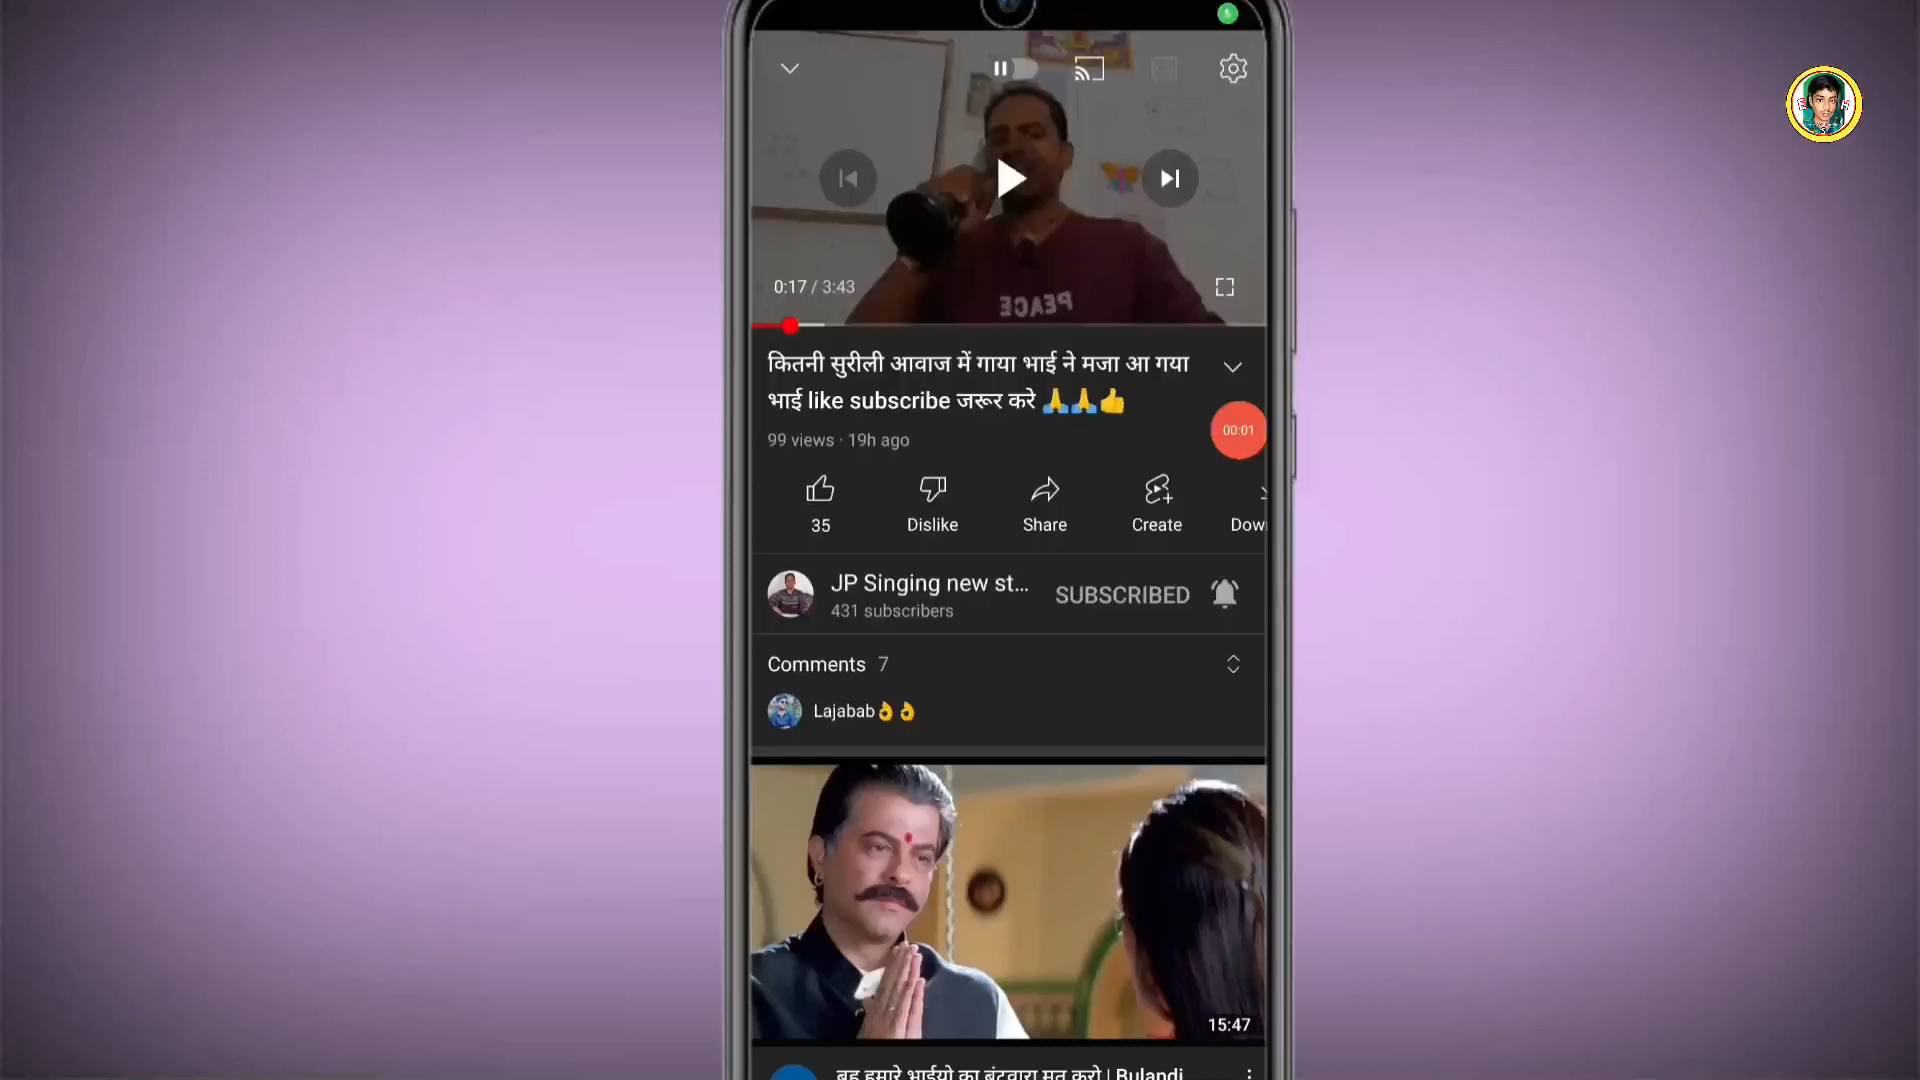 PEACE
0:17 / 3:43
कितनी सुरीली आवाज में गाया भाई ने मजा आ गया
भाई like subscribe जरूर करे 🙏🙏👍
99 views · 19h ago
00:01
35
Dislike
Share
Create
Dow
JP Singing new st...
431 subscribers
SUBSCRIBED
Comments 7
Lajabab👌👌
15:47
बहू हमारे भाईयो का बंटवारा मत करो | Bulandi